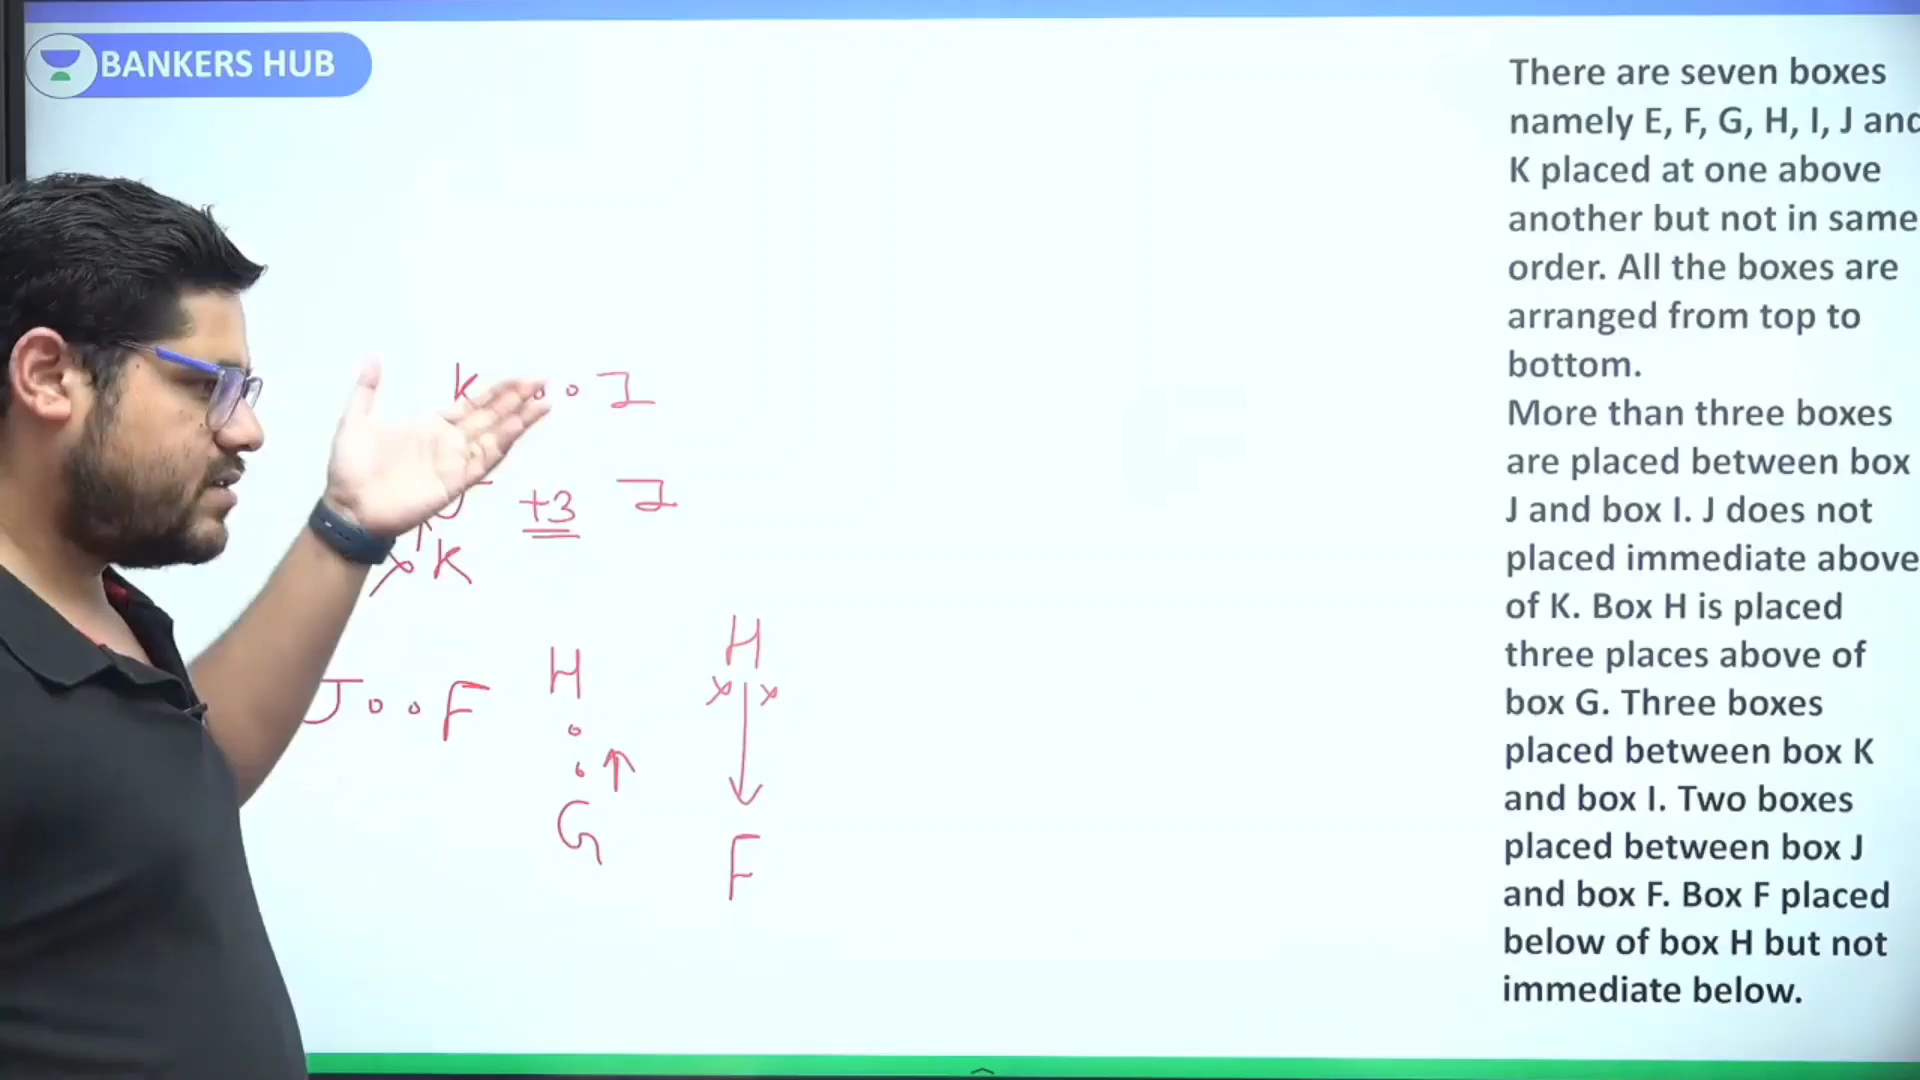 BANKERS HUB
There are seven boxes
namely E, F, G, H, I, J and
K placed at one above
another but not in same
order. All the boxes are
arranged from top to
bottom.
More than three boxes
are placed between box
J and box I. J does not
placed immediate above
of K. Box H is placed
three places above of
box G. Three boxes
placed between box K
and box I. Two boxes
placed between box J
and box F. Box F placed
below of box H but not
immediate below.
K I
+3 I
K
J F
H
G
H
F